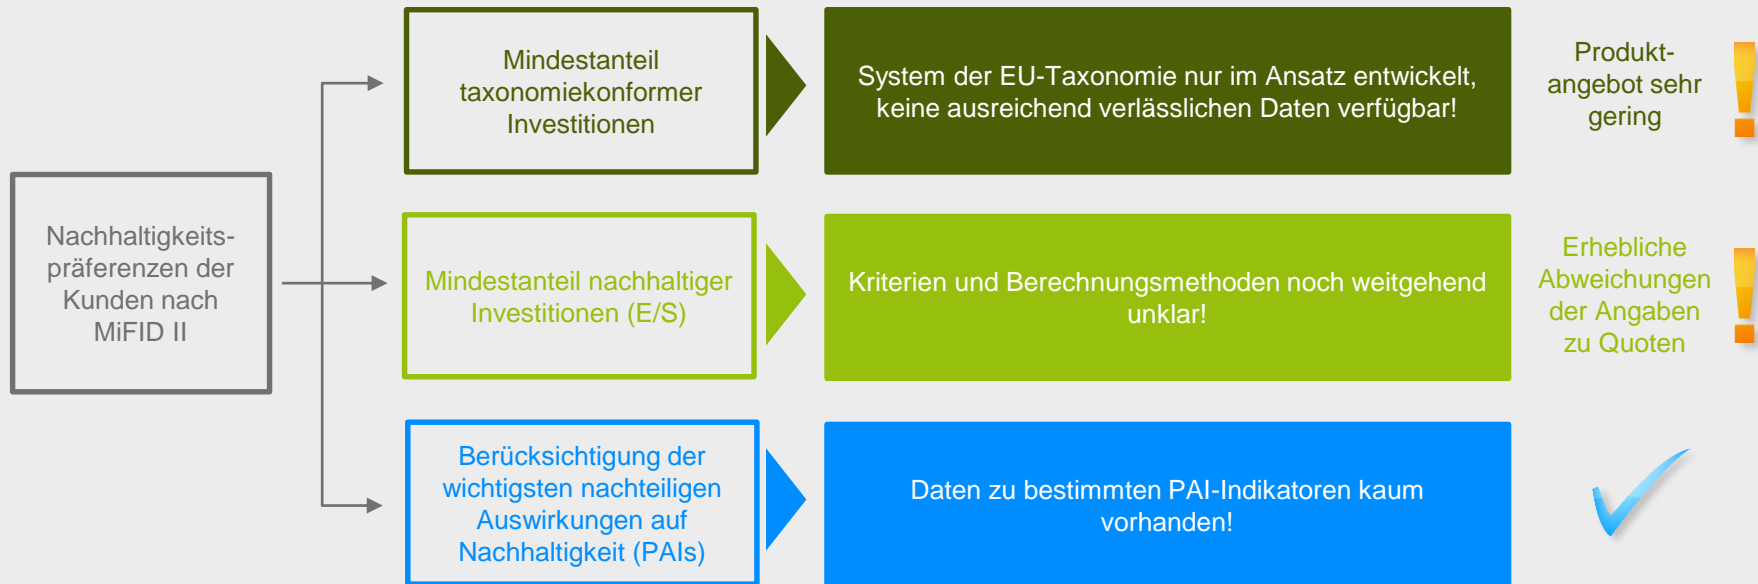 Nachhaltigkeits-
präferenzen der
Kunden nach
MiFID II
Mindestanteil
taxonomiekonformer
Investitionen
System der EU-Taxonomie nur im Ansatz entwickelt,
keine ausreichend verlässlichen Daten verfügbar!
Produkt-
angebot sehr
gering
Mindestanteil nachhaltiger
Investitionen (E/S)
Kriterien und Berechnungsmethoden noch weitgehend
unklar!
Erhebliche
Abweichungen
der Angaben
zu Quoten
Berücksichtigung der
wichtigsten nachteiligen
Auswirkungen auf
Nachhaltigkeit (PAIs)
Daten zu bestimmten PAI-Indikatoren kaum
vorhanden!